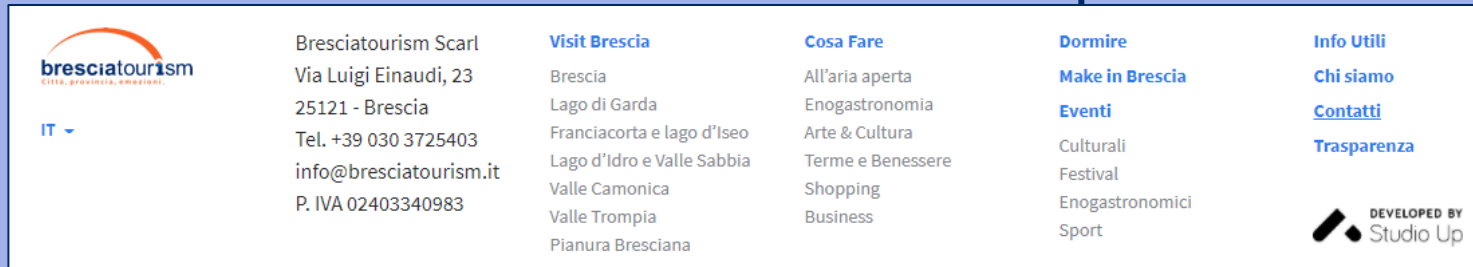 bresciatourism
Città, provincia, emozioni.
IT
Bresciatourism Scarl
Via Luigi Einaudi, 23
25121 - Brescia
Tel. +39 030 3725403
info@bresciatourism.it
P. IVA 02403340983
Visit Brescia
Brescia
Lago di Garda
Franciacorta e lago d'Iseo
Lago d'Idro e Valle Sabbia
Valle Camonica
Valle Trompia
Pianura Bresciana
Cosa Fare
All'aria aperta
Enogastronomia
Arte & Cultura
Terme e Benessere
Shopping
Business
Dormire
Make in Brescia
Eventi
Culturali
Festival
Enogastronomici
Sport
Info Utili
Chi siamo
Contatti
Trasparenza
DEVELOPED BY
Studio Up